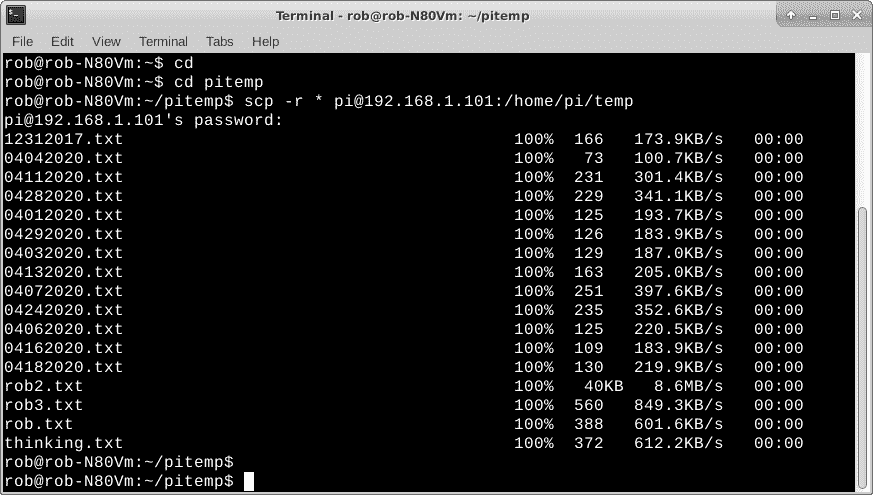 Terminal - rob@rob-N80Vm: ~/pitemp
File Edit View Terminal Tabs Help
rob@rob-N80Vm:~$ cd
rob@rob-N80Vm:~$ cd pitemp
rob@rob-N80Vm:~/pitemp$ scp -r * pi@192.168.1.101:/home/pi/temp
pi@192.168.1.101's password:
12312017.txt 100% 166 173.9KB/s 00:00
04042020.txt 100% 73 100.7KB/s 00:00
04112020.txt 100% 231 301.4KB/s 00:00
04282020.txt 100% 229 341.1KB/s 00:00
04012020.txt 100% 125 193.7KB/s 00:00
04292020.txt 100% 126 183.9KB/s 00:00
04032020.txt 100% 129 187.0KB/s 00:00
04132020.txt 100% 163 205.0KB/s 00:00
04072020.txt 100% 251 397.6KB/s 00:00
04242020.txt 100% 235 352.6KB/s 00:00
04062020.txt 100% 125 220.5KB/s 00:00
04162020.txt 100% 109 183.9KB/s 00:00
04182020.txt 100% 130 219.9KB/s 00:00
rob2.txt 100% 40KB 8.6MB/s 00:00
rob3.txt 100% 560 849.3KB/s 00:00
rob.txt 100% 388 601.6KB/s 00:00
thinking.txt 100% 372 612.2KB/s 00:00
rob@rob-N80Vm:~/pitemp$
rob@rob-N80Vm:~/pitemp$